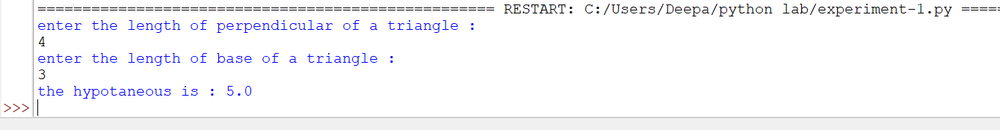 =================================================== RESTART: C:/Users/Deepa/python lab/experiment-1.py =====
enter the length of perpendicular of a triangle :
4
enter the length of base of a triangle :
3
the hypotaneous is : 5.0
>>>